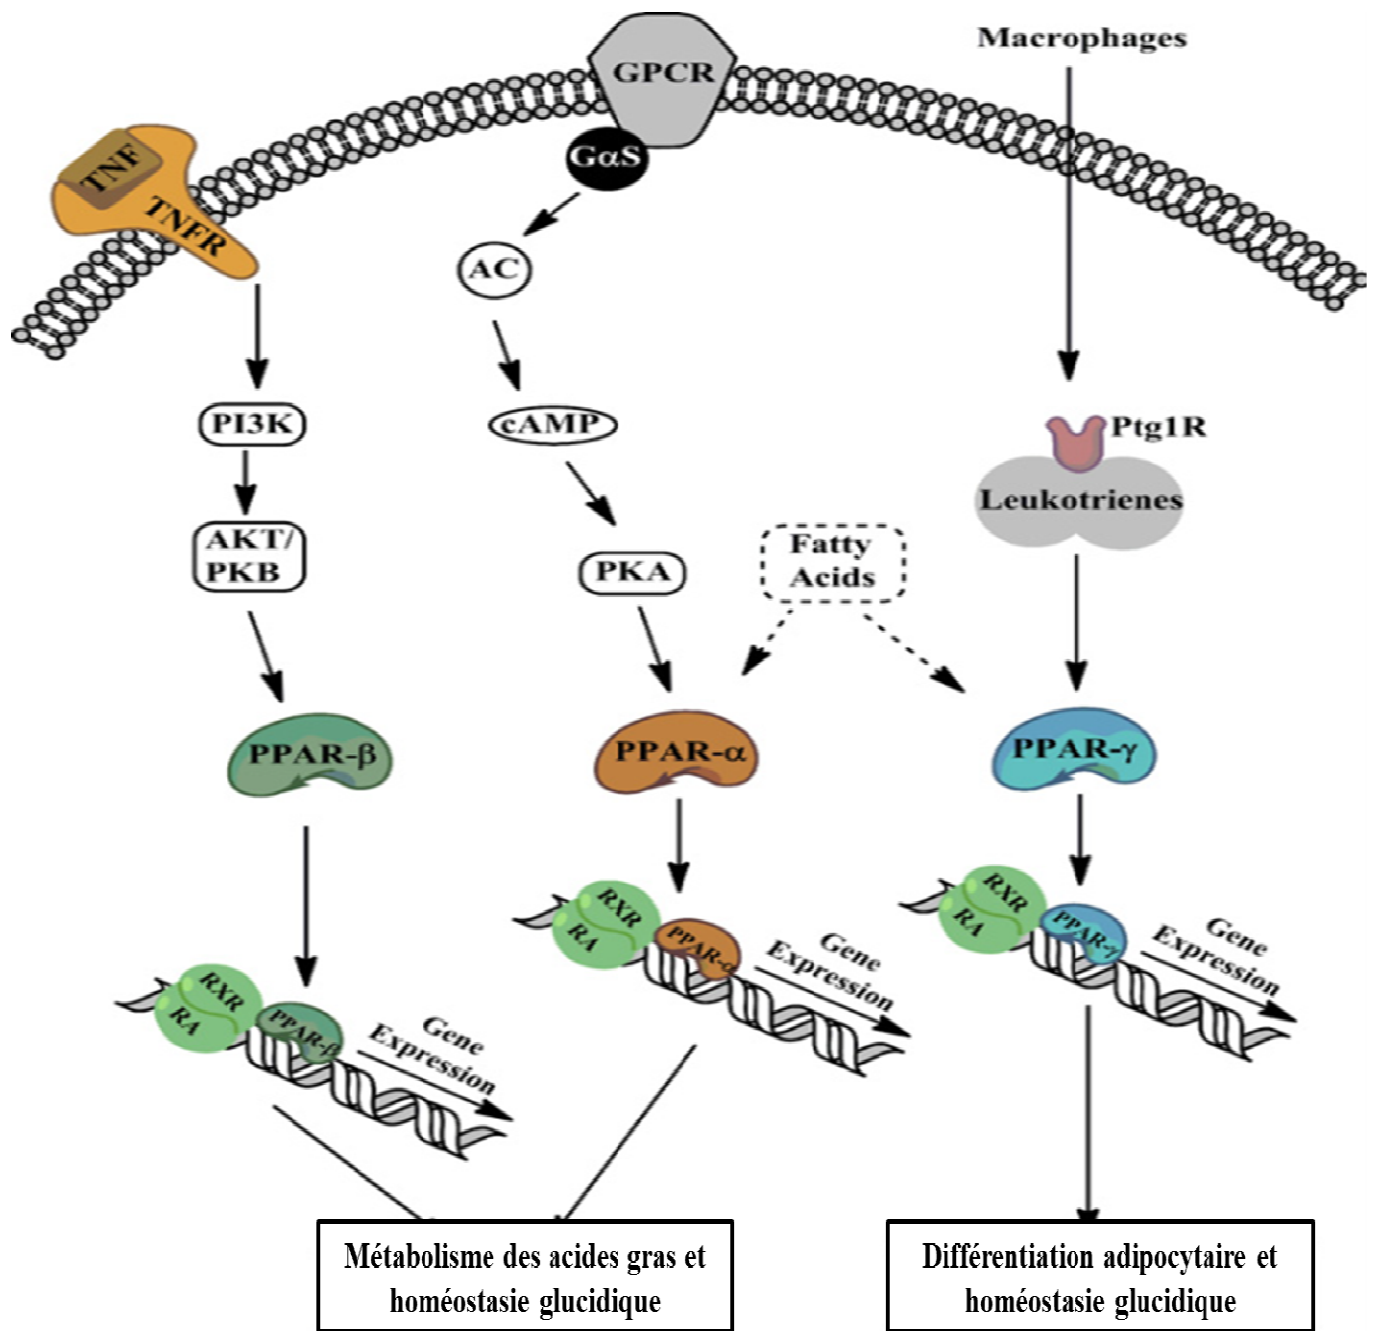 Macrophages
GPCR
GαS
TNF
TNFR
AC
PI3K
cAMP
Ptg1R
Leukotrienes
AKT/
PKB
PKA
Fatty
Acids
PPAR-β
PPAR-α
PPAR-γ
RXR
RA
PPAR-β
Gene
Expression
RXR
RA
PPAR-α
Gene
Expression
RXR
RA
PPAR-γ
Gene
Expression
Métabolisme des acides gras et
homéostasie glucidique
Différentiation adipocytaire et
homéostasie glucidique